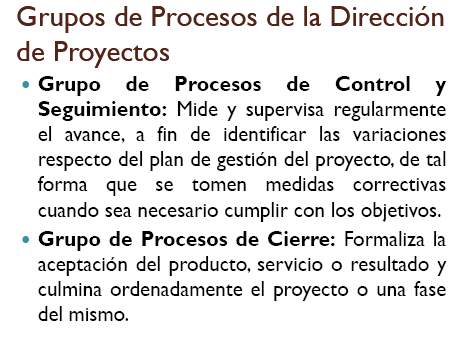 Grupos de Procesos de la Dirección
de Proyectos
• Grupo de Procesos de Control y
Seguimiento: Mide y supervisa regularmente
el avance, a fin de identificar las variaciones
respecto del plan de gestión del proyecto, de tal
forma que se tomen medidas correctivas
cuando sea necesario cumplir con los objetivos.
• Grupo de Procesos de Cierre: Formaliza la
aceptación del producto, servicio o resultado y
culmina ordenadamente el proyecto o una fase
del mismo.